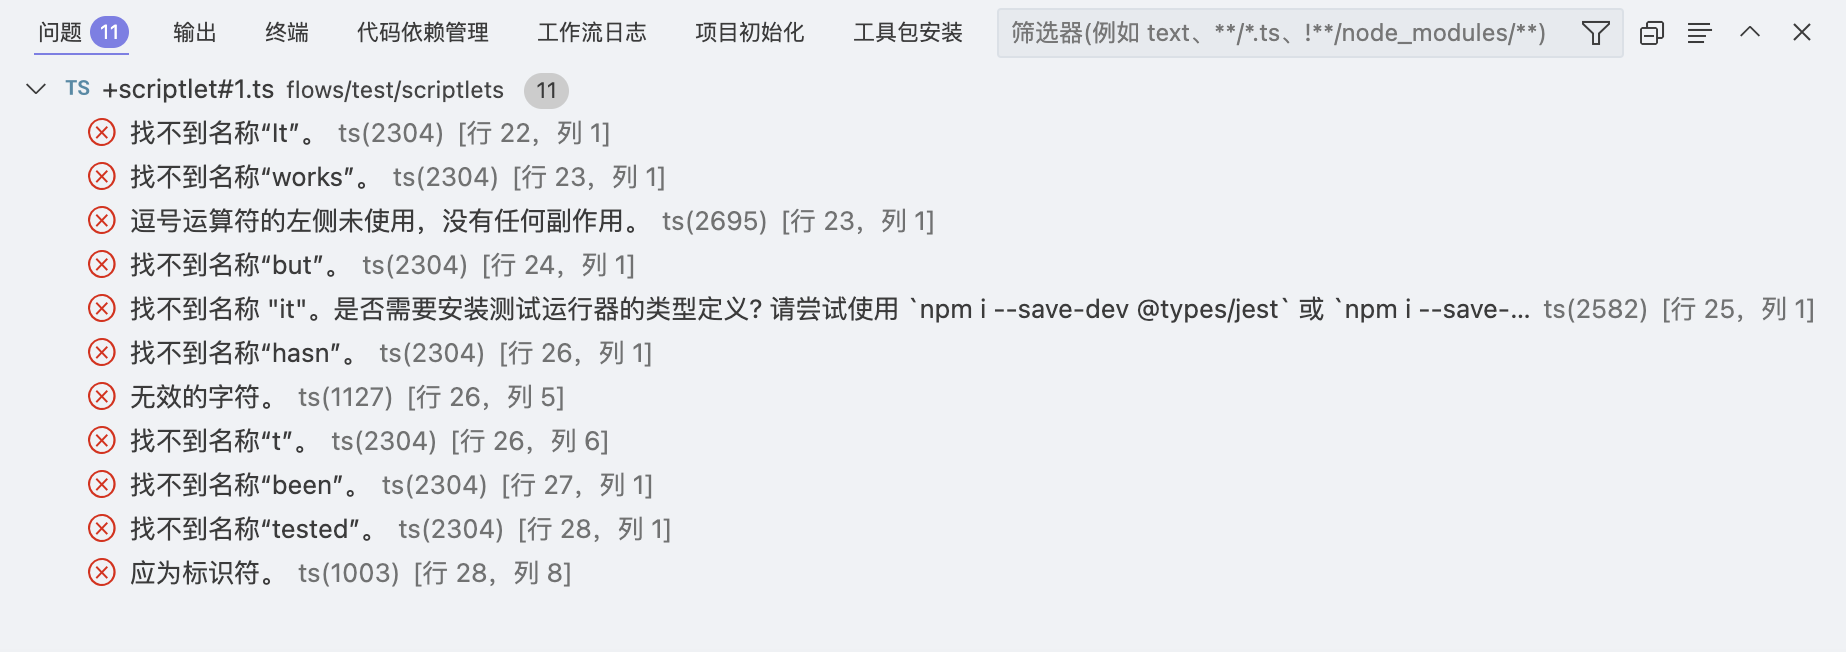 问题 11 输出 终端 代码依赖管理 工作流日志 项目初始化 工具包安装 筛选器(例如 text、**/*.ts、!**/node_modules/**)
TS +scriptlet#1.ts flows/test/scriptlets 11
找不到名称“It”。 ts(2304) [行 22，列 1]
找不到名称“works”。 ts(2304) [行 23，列 1]
逗号运算符的左侧未使用，没有任何副作用。 ts(2695) [行 23，列 1]
找不到名称“but”。 ts(2304) [行 24，列 1]
找不到名称 "it"。是否需要安装测试运行器的类型定义? 请尝试使用 `npm i --save-dev @types/jest` 或 `npm i --save-... ts(2582) [行 25，列 1]
找不到名称“hasn”。 ts(2304) [行 26，列 1]
无效的字符。 ts(1127) [行 26，列 5]
找不到名称“t”。 ts(2304) [行 26，列 6]
找不到名称“been”。 ts(2304) [行 27，列 1]
找不到名称“tested”。 ts(2304) [行 28，列 1]
应为标识符。 ts(1003) [行 28，列 8]